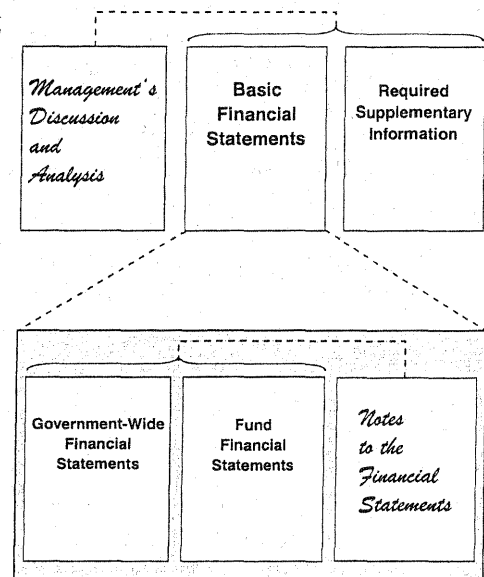 Management's
Discussion
and
Analysis
Basic
Financial
Statements
Required
Supplementary
Information
Government-Wide
Financial
Statements
Fund
Financial
Statements
Notes
to the
Financial
Statements